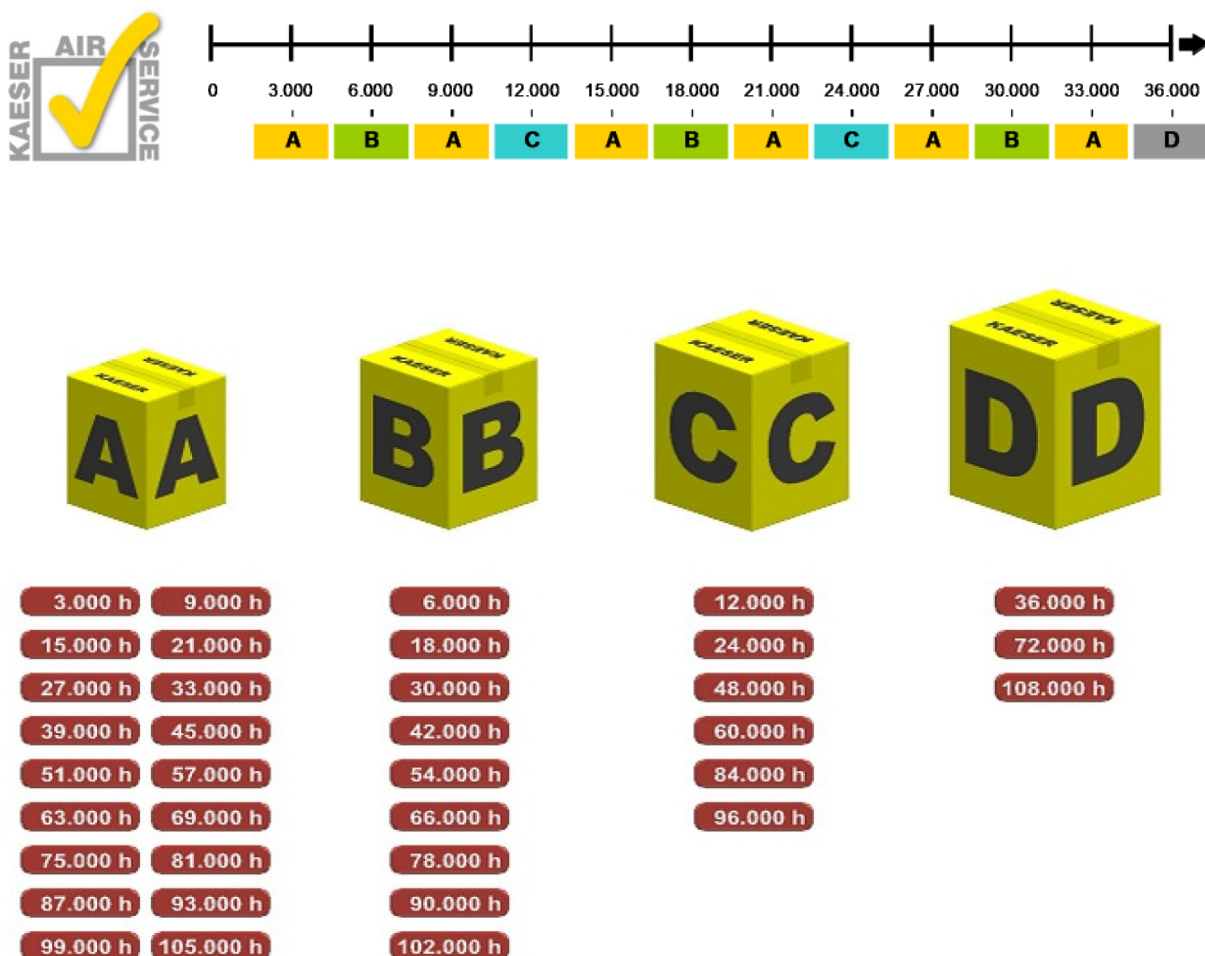 KAESER AIR SERVICE
0 3.000 6.000 9.000 12.000 15.000 18.000 21.000 24.000 27.000 30.000 33.000 36.000
A B A C A B A C A B A D
KAESER KAESER KAESER KAESER
KAESER KAESER KAESER KAESER
A A B B C C D D
3.000 h 9.000 h 6.000 h 12.000 h 36.000 h
15.000 h 21.000 h 18.000 h 24.000 h 72.000 h
27.000 h 33.000 h 30.000 h 48.000 h 108.000 h
39.000 h 45.000 h 42.000 h 60.000 h
51.000 h 57.000 h 54.000 h 84.000 h
63.000 h 69.000 h 66.000 h 96.000 h
75.000 h 81.000 h 78.000 h
87.000 h 93.000 h 90.000 h
99.000 h 105.000 h 102.000 h